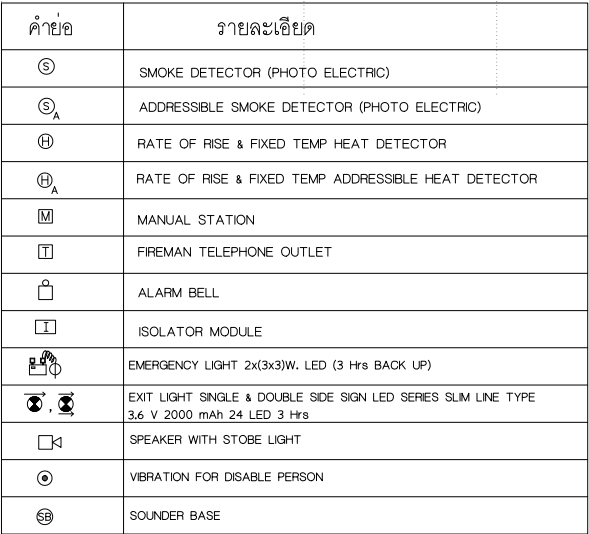 คำย่อ รายละเอียด
S SMOKE DETECTOR (PHOTO ELECTRIC)
S A ADDRESSIBLE SMOKE DETECTOR (PHOTO ELECTRIC)
H RATE OF RISE & FIXED TEMP HEAT DETECTOR
H A RATE OF RISE & FIXED TEMP ADDRESSIBLE HEAT DETECTOR
M MANUAL STATION
T FIREMAN TELEPHONE OUTLET
ALARM BELL
I ISOLATOR MODULE
EMERGENCY LIGHT 2x(3x3)W. LED (3 Hrs BACK UP)
, EXIT LIGHT SINGLE & DOUBLE SIDE SIGN LED SERIES SLIM LINE TYPE
3.6 V 2000 mAh 24 LED 3 Hrs
SPEAKER WITH STOBE LIGHT
VIBRATION FOR DISABLE PERSON
SB SOUNDER BASE